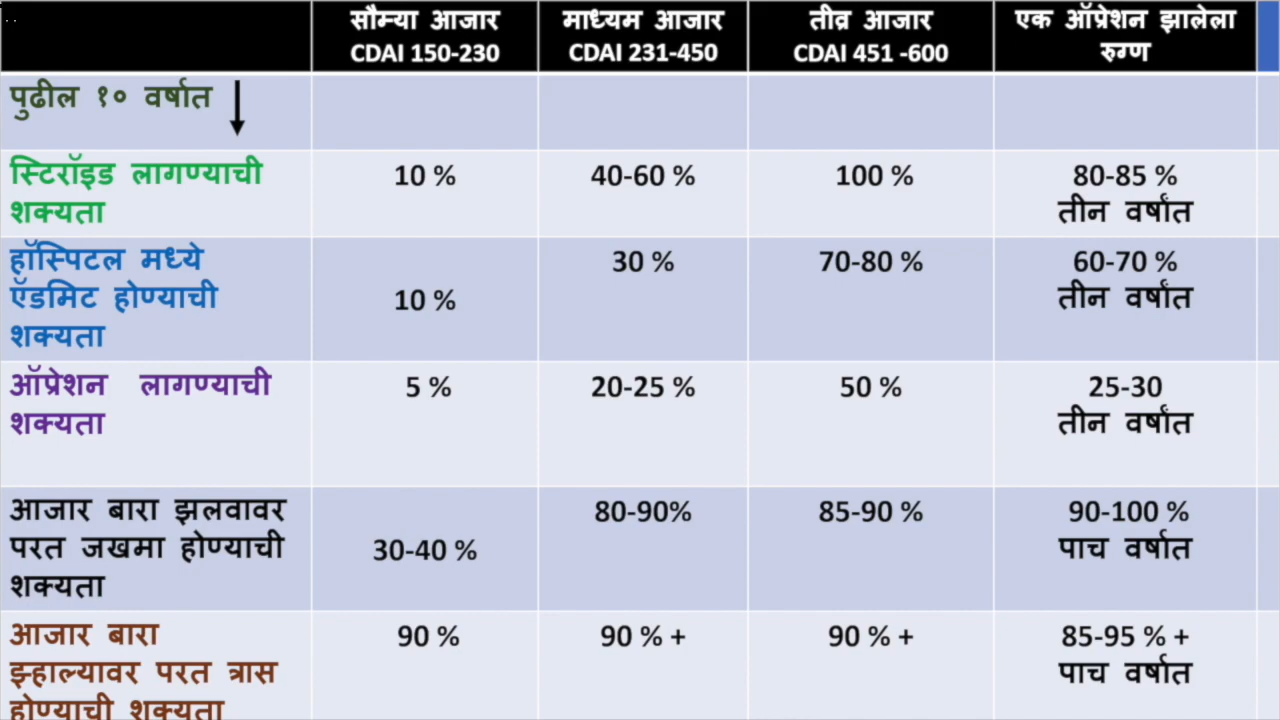 सौम्या आजार
CDAI 150-230
माध्यम आजार
CDAI 231-450
तीव्र आजार
CDAI 451 -600
एक ऑप्रेशन झालेला
रुग्ण
पुढील १० वर्षात
स्टिरॉइड लागण्याची
शक्यता
10 %
40-60 %
100 %
80-85 %
तीन वर्षांत
हॉस्पिटल मध्ये
ऍडमिट होण्याची
शक्यता
10 %
30 %
70-80 %
60-70 %
तीन वर्षांत
ऑप्रेशन लागण्याची
शक्यता
5 %
20-25 %
50 %
25-30
तीन वर्षांत
आजार बारा झलवावर
परत जखमा होण्याची
शक्यता
30-40 %
80-90%
85-90 %
90-100 %
पाच वर्षात
आजार बारा
झ्हाल्यावर परत त्रास
होण्याची शक्यता
90 %
90 % +
90 % +
85-95 % +
पाच वर्षात